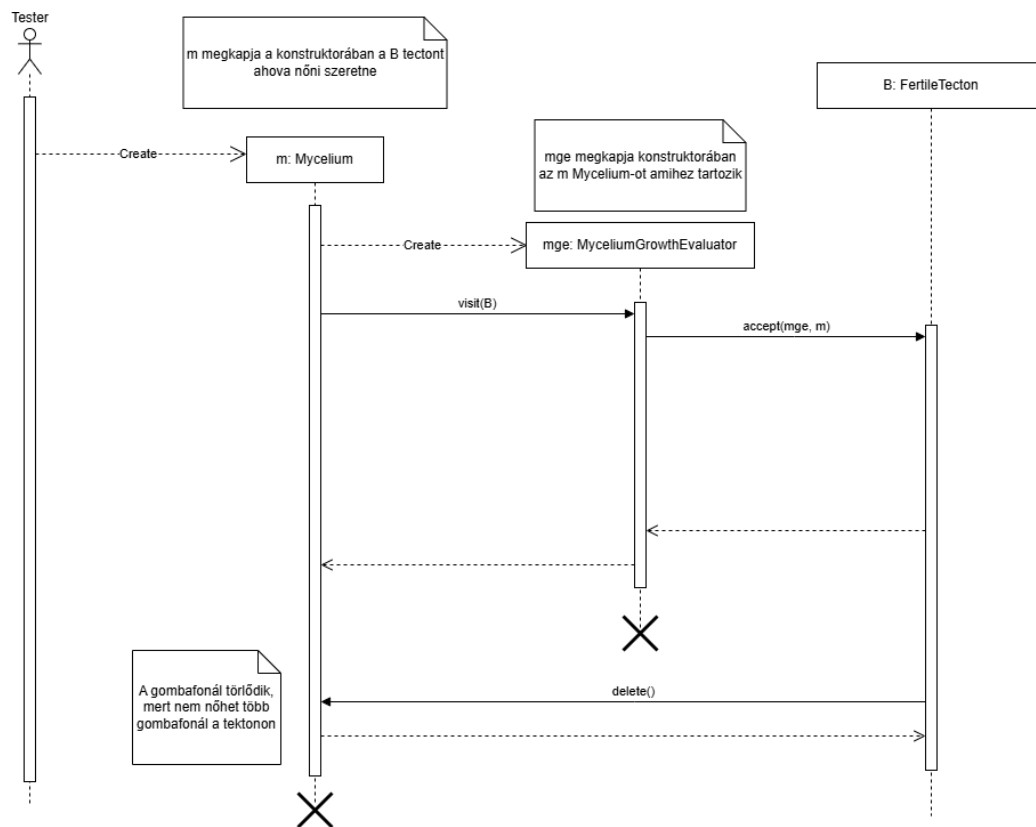 Tester
m megkapja a konstruktorában a B tectont
ahova nőni szeretne
B: FertileTecton
Create
m: Mycelium
mge megkapja konstruktorában
az m Mycelium-ot amihez tartozik
Create
mge: MyceliumGrowthEvaluator
visit(B)
accept(mge, m)
A gombafonál törlődik,
mert nem nőhet több
gombafonál a tektonon
delete()